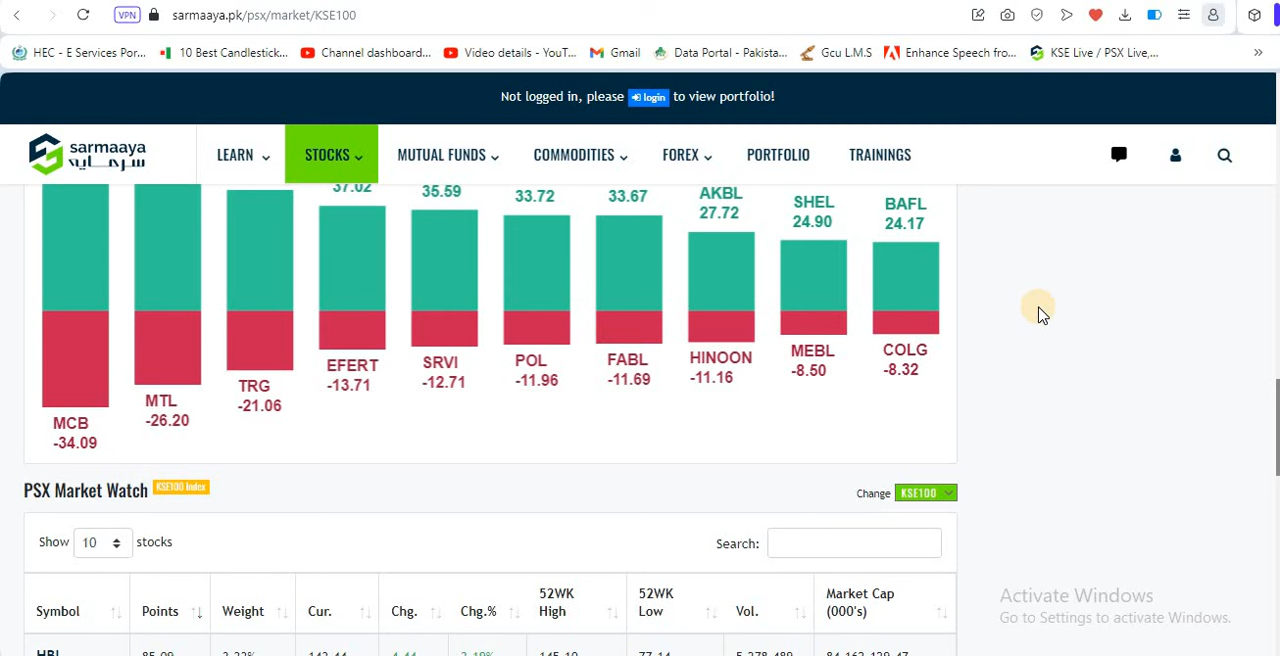 VPN sarmaaya.pk/psx/market/KSE100
HEC - E Services Por... 10 Best Candlestick... Channel dashboard... Video details - YouT... Gmail Data Portal - Pakista... Gcu L.M.S Enhance Speech fro... KSE Live / PSX Live,... »
Not logged in, please login to view portfolio!
sarmaaya
سرمایہ
LEARN STOCKS MUTUAL FUNDS COMMODITIES FOREX PORTFOLIO TRAININGS
37.02 35.59 33.72 33.67 AKBL SHEL BAFL
27.72 24.90 24.17
MCB MTL TRG EFERT SRVI POL FABL HINOON MEBL COLG
-34.09 -26.20 -21.06 -13.71 -12.71 -11.96 -11.69 -11.16 -8.50 -8.32
PSX Market Watch KSE100 Index Change KSE100
Show 10 stocks Search:
Symbol Points Weight Cur. Chg. Chg.% 52WK High 52WK Low Vol. Market Cap (000's)
HBL 85.09
Activate Windows
Go to Settings to activate Windows.